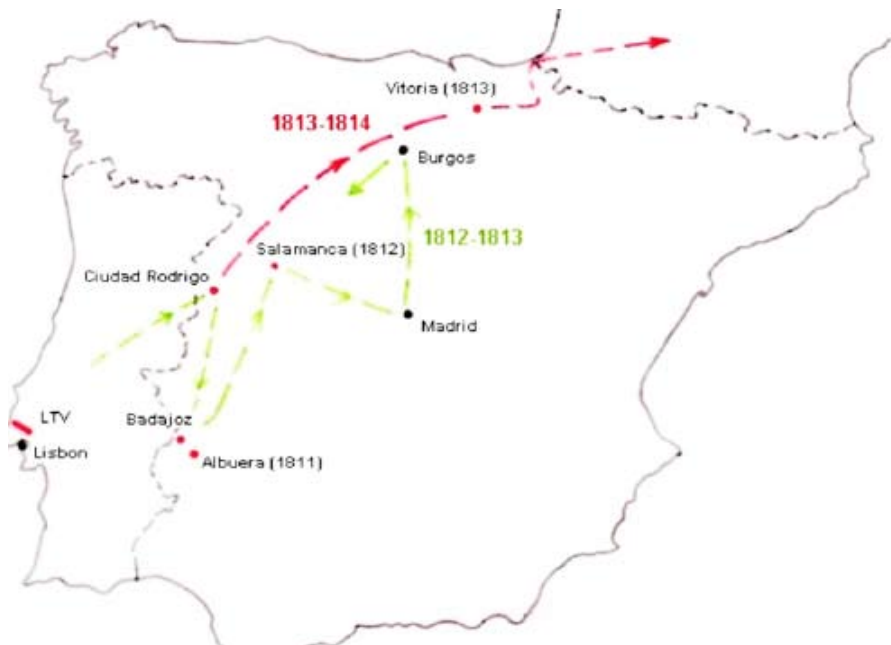 Vitoria (1813)
1813-1814
Burgos
1812-1813
Salamanca (1812)
Ciudad Rodrigo
Madrid
LTV
Badajoz
Lisbon
Albuera (1811)